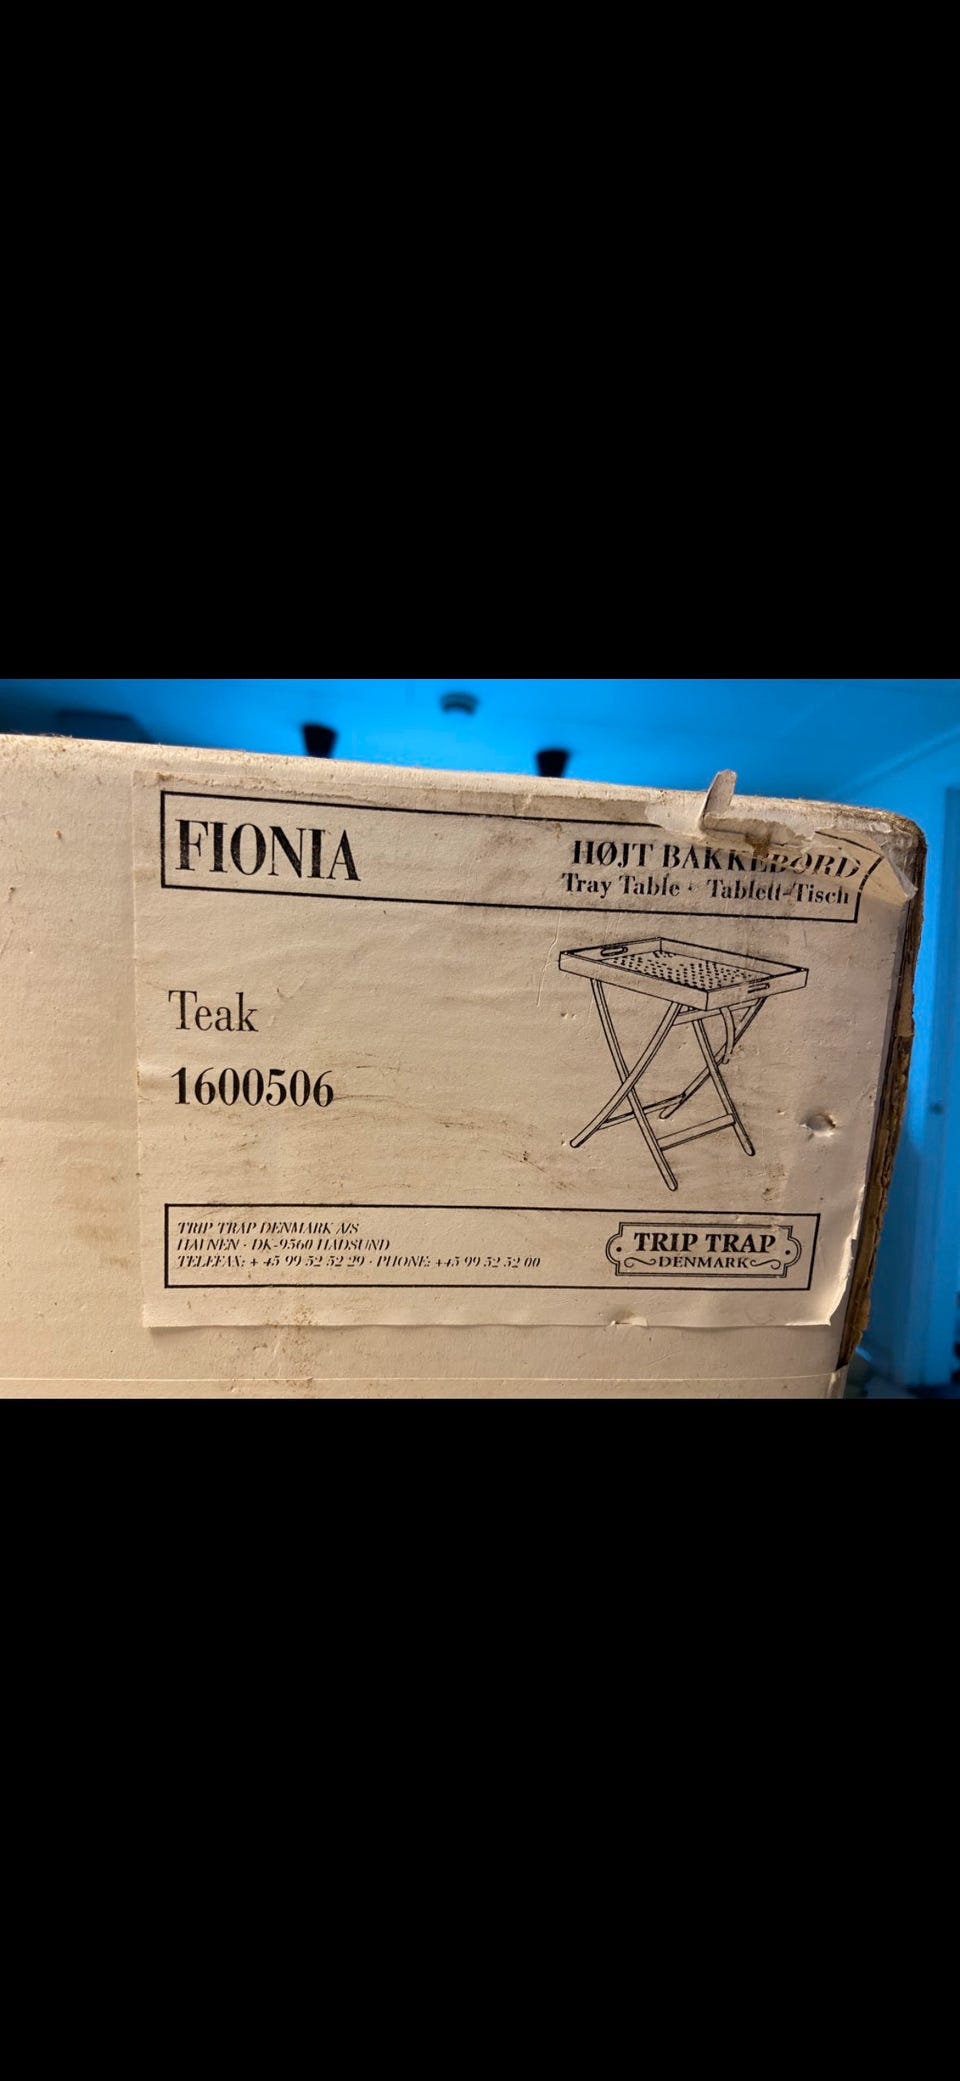 FIONIA
HØJT BAKKEBORD
Tray Table · Tablett-Tisch
Teak
1600506
TRIP TRAP DENMARK A/S
HAVNEN · DK-9560 HADSUND
TELEFAX: + 45 99 52 52 29 · PHONE: +45 99 52 52 00
TRIP TRAP
DENMARK